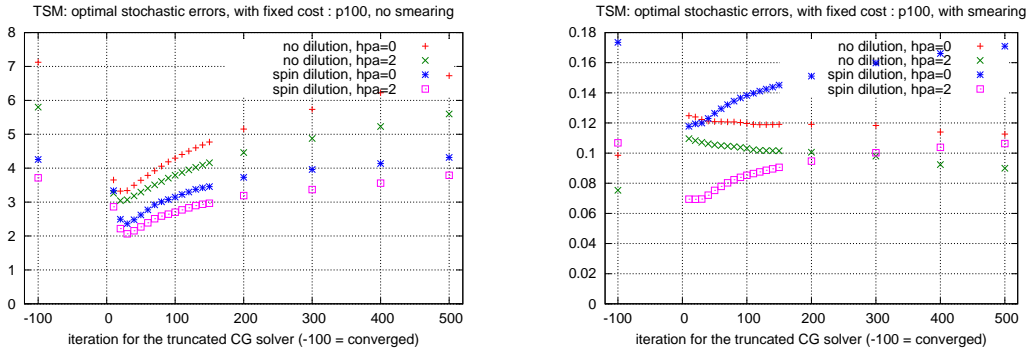 TSM: optimal stochastic errors, with fixed cost : p100, no smearing
no dilution, hpa=0
no dilution, hpa=2
spin dilution, hpa=0
spin dilution, hpa=2
8
7
6
5
4
3
2
1
0
-100 0 100 200 300 400 500
iteration for the truncated CG solver (-100 = converged)
TSM: optimal stochastic errors, with fixed cost : p100, with smearing
no dilution, hpa=0
no dilution, hpa=2
spin dilution, hpa=0
spin dilution, hpa=2
0.18
0.16
0.14
0.12
0.1
0.08
0.06
0.04
0.02
0
-100 0 100 200 300 400 500
iteration for the truncated CG solver (-100 = converged)